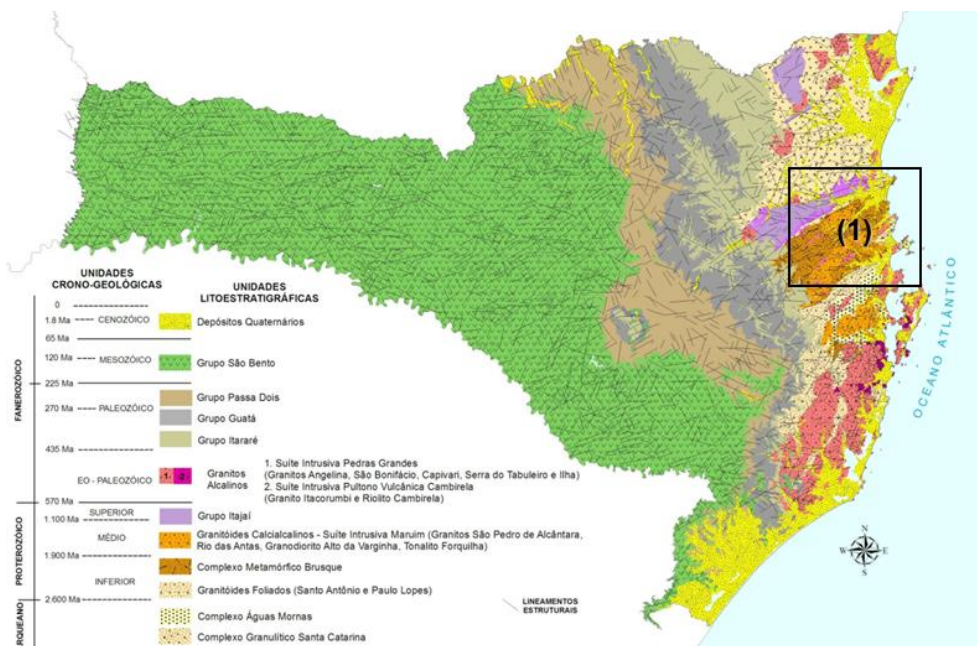 (1)
OCEANO ATLÂNTICO
UNIDADES
CRONO-GEOLÓGICAS
UNIDADES
LITOESTRATIGRÁFICAS
FANEROZÓICO
0
1.8 Ma
CENOZÓICO
Depósitos Quaternários
65 Ma
120 Ma
MESOZÓICO
Grupo São Bento
225 Ma
270 Ma
PALEOZÓICO
Grupo Passa Dois
Grupo Guatá
Grupo Itararé
435 Ma
EO - PALEOZÓICO
1 2
Granitos
Alcalinos
1. Suíte Intrusiva Pedras Grandes
(Granitos Angelina, São Bonifácio, Capivari, Serra do Tabuleiro e Ilha)
2. Suíte Intrusiva Plutono Vulcânica Cambirela
(Granito Itacorumbi e Riolito Cambirela)
570 Ma
PROTEROZÓICO
SUPERIOR
Grupo Itajaí
1.100 Ma
MÉDIO
Granitóides Calcialcalinos - Suíte Intrusiva Maruim (Granitos São Pedro de Alcântara,
Rio das Antas, Granodiorito Alto da Varginha, Tonalito Forquilha)
1.900 Ma
Complexo Metamórfico Brusque
INFERIOR
Granitóides Foliados (Santo Antônio e Paulo Lopes)
2.600 Ma
RQUEANO
Complexo Águas Mornas
Complexo Granulítico Santa Catarina
LINEAMENTOS
ESTRUTURAIS
N
W E
S